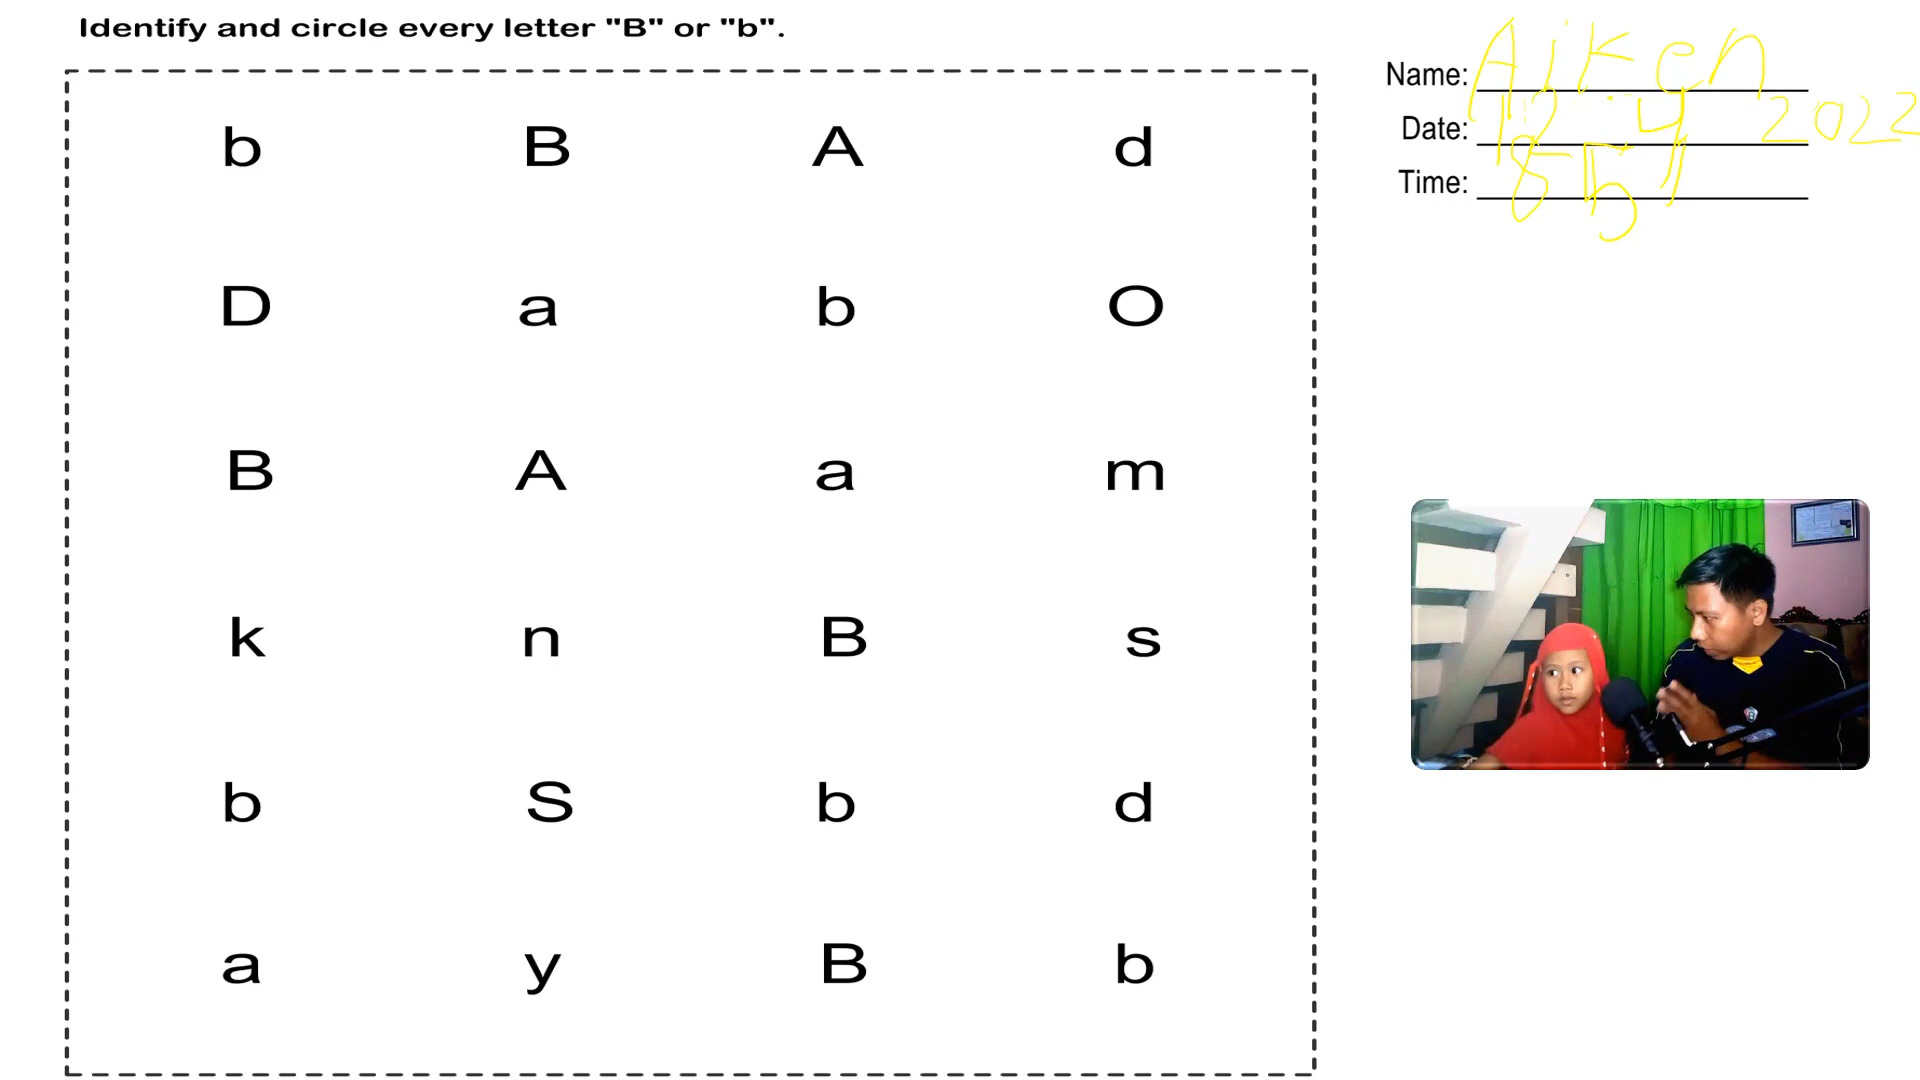 Identify and circle every letter "B" or "b".
Name: Aiken
Date: 2022
Time:
b B A d
D a b O
B A a m
k n B s
b S b d
a y B b